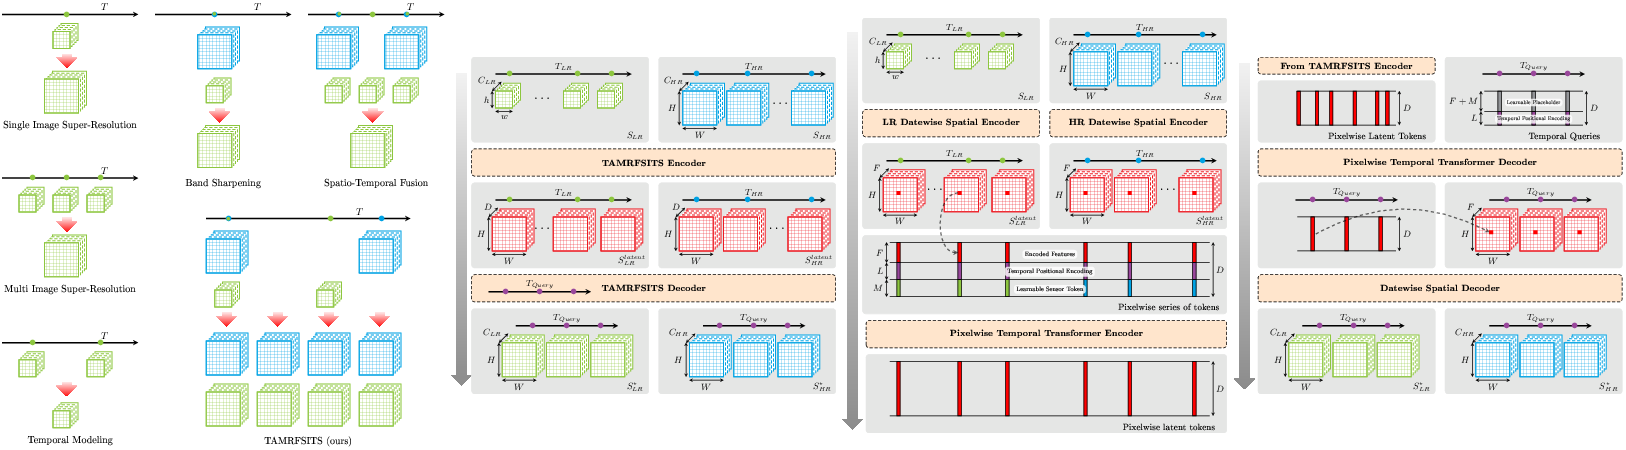 T
Single Image Super-Resolution
T
Multi Image Super-Resolution
T
Temporal Modeling
T
Band Sharpening
T
Spatio-Temporal Fusion
T
TAMRFSITS (ours)
T_{LR}
C_{LR}
h
w
S_{LR}
T_{HR}
C_{HR}
H
W
S_{HR}
TAMRFSITS Encoder
T_{LR}
D
H
W
S_{LR}^{latent}
T_{HR}
D
H
W
S_{HR}^{latent}
T_{Query}
TAMRFSITS Decoder
T_{Query}
C_{LR}
H
W
S_{LR}^{*}
T_{Query}
C_{HR}
H
W
S_{HR}^{*}
T_{LR}
C_{LR}
h
w
S_{LR}
T_{HR}
C_{HR}
H
W
S_{HR}
LR Datewise Spatial Encoder
HR Datewise Spatial Encoder
T_{LR}
F
H
W
S_{LR}^{latent}
T_{HR}
F
H
W
S_{HR}^{latent}
F
Encoded Features
L
Temporal Positional Encoding
D
M
Learnable Sensor Token
Pixelwise series of tokens
Pixelwise Temporal Transformer Encoder
D
Pixelwise latent tokens
From TAMRFSITS Encoder
D
Pixelwise Latent Tokens
T_{Query}
F + M
Learnable Placeholder
D
L
Temporal Positional Encoding
Temporal Queries
Pixelwise Temporal Transformer Decoder
T_{Query}
D
T_{Query}
F
H
W
Datewise Spatial Decoder
T_{Query}
C_{LR}
H
W
S_{LR}^{*}
T_{Query}
C_{HR}
H
W
S_{HR}^{*}